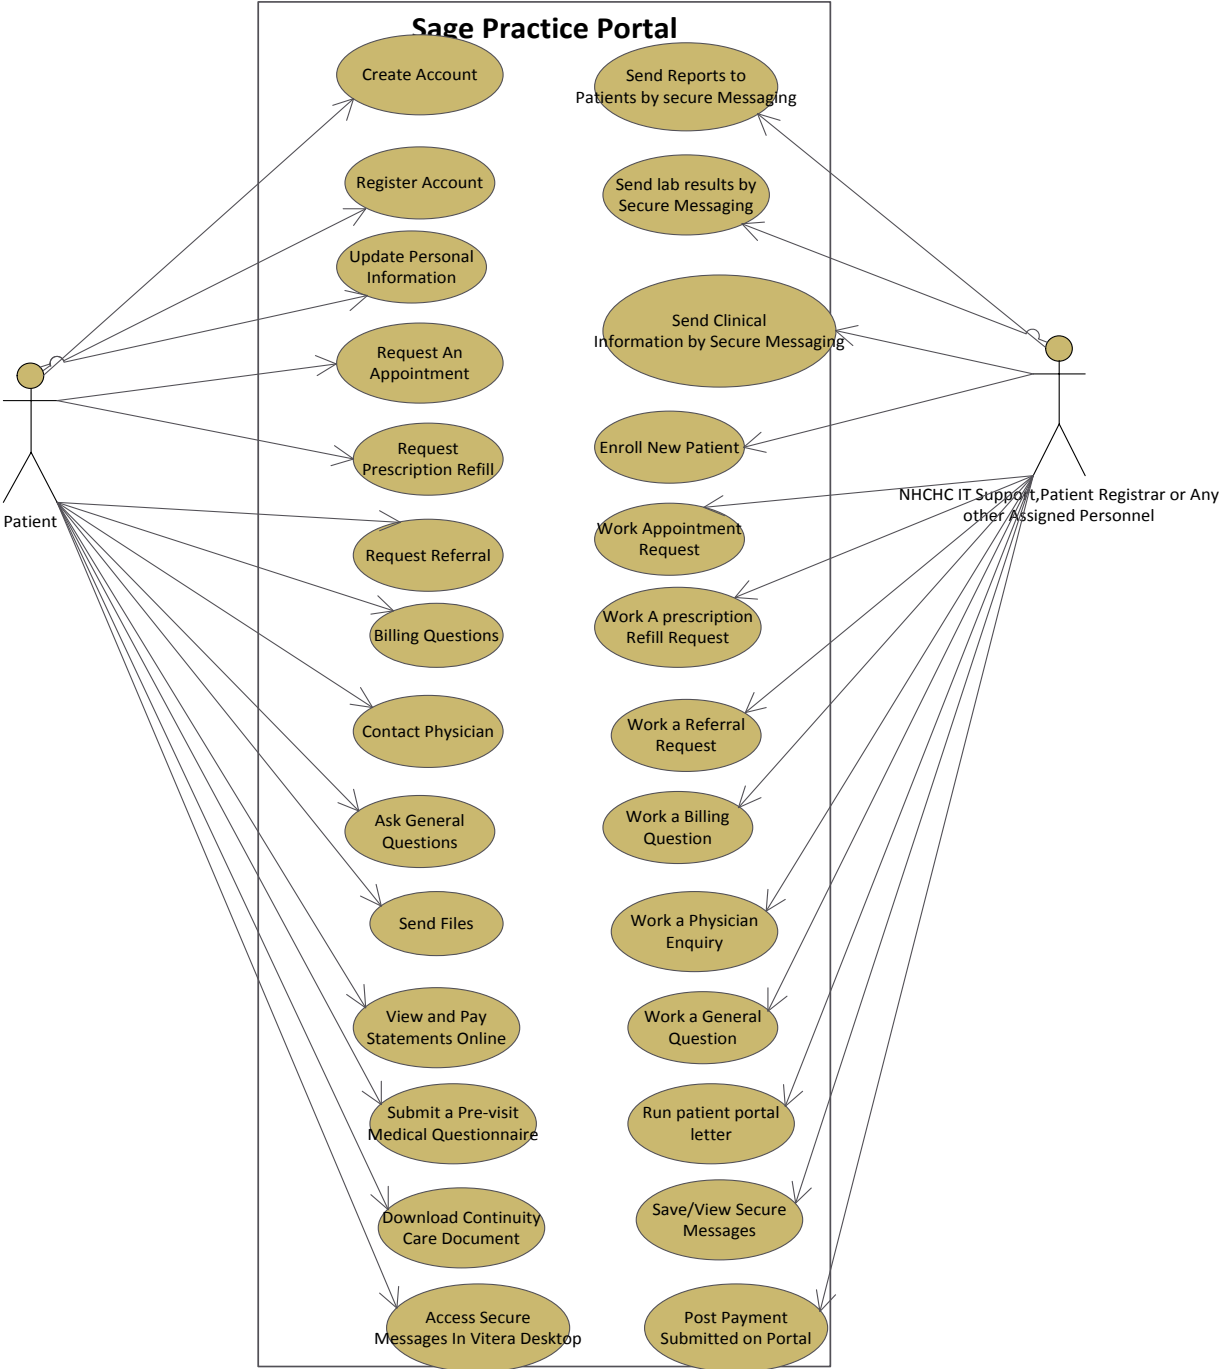 Sage Practice Portal
Create Account
Register Account
Update Personal
Information
Request An
Appointment
Request
Prescription Refill
Request Referral
Billing Questions
Contact Physician
Ask General
Questions
Send Files
View and Pay
Statements Online
Submit a Pre-visit
Medical Questionnaire
Download Continuity
Care Document
Access Secure
Messages In Vitera Desktop
Send Reports to
Patients by secure Messaging
Send lab results by
Secure Messaging
Send Clinical
Information by Secure Messaging
Enroll New Patient
Work Appointment
Request
Work A prescription
Refill Request
Work a Referral
Request
Work a Billing
Question
Work a Physician
Enquiry
Work a General
Question
Run patient portal
letter
Save/View Secure
Messages
Post Payment
Submitted on Portal
Patient
NHCHC IT Support,Patient Registrar or Any
other Assigned Personnel